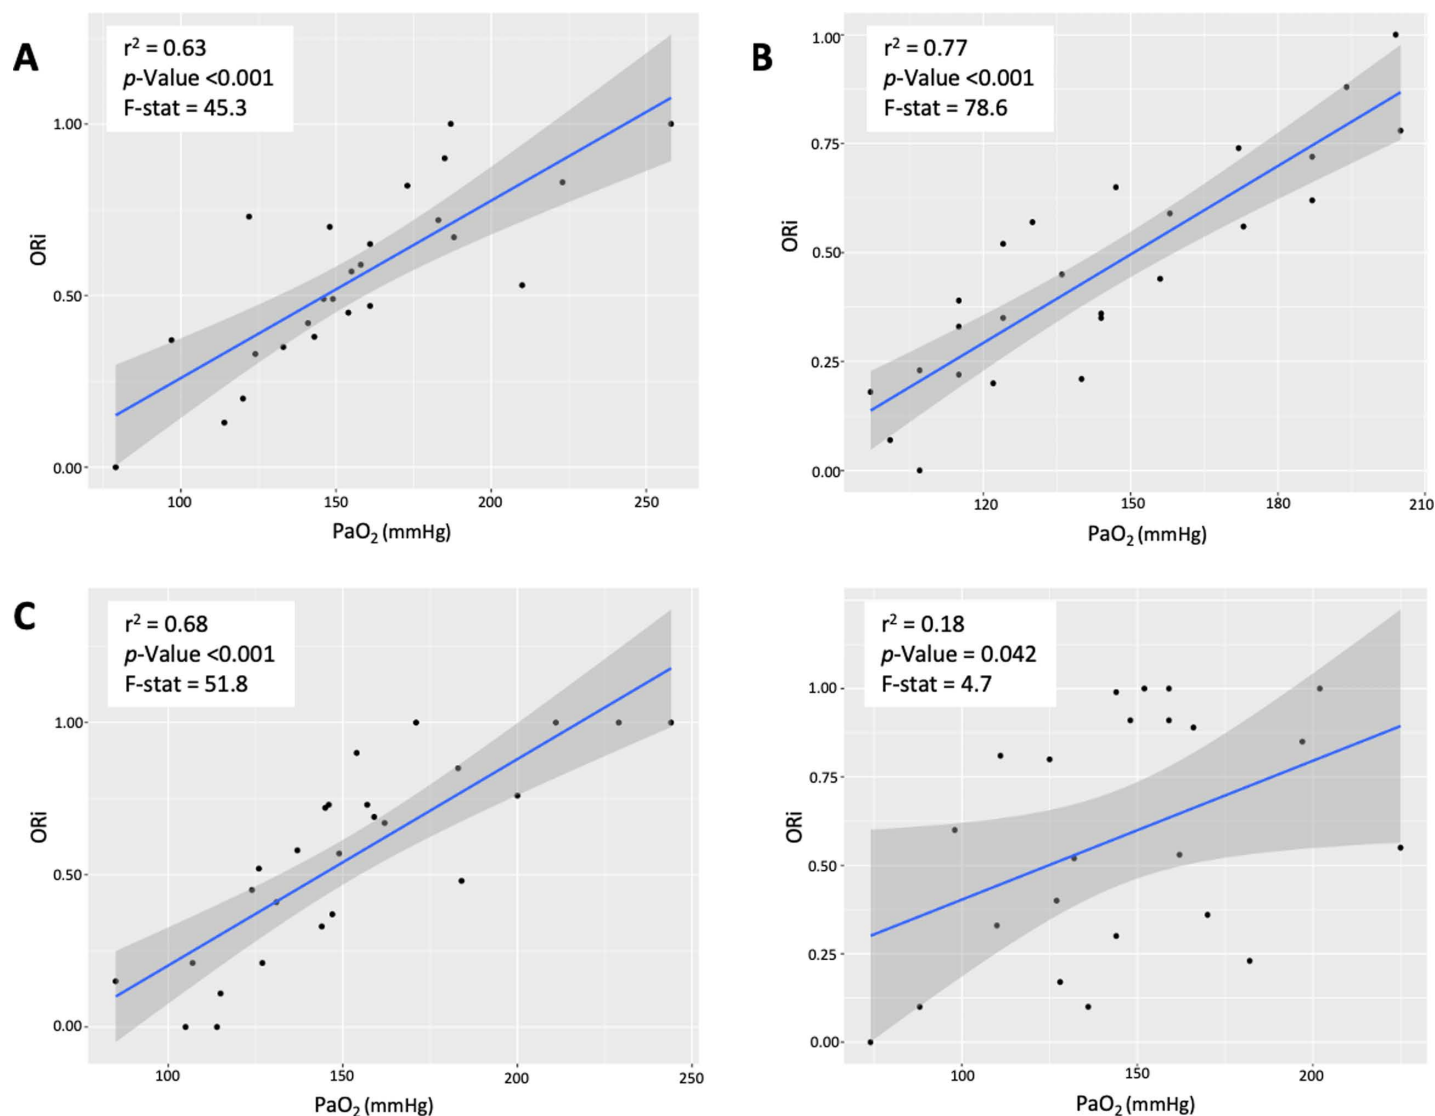 A
r² = 0.63
p-Value <0.001
F-stat = 45.3
1.00
0.50
0.00
ORi
100
150
200
250
PaO₂ (mmHg)
B
r² = 0.77
p-Value <0.001
F-stat = 78.6
1.00
0.75
0.50
0.25
0.00
ORi
120
150
180
210
PaO₂ (mmHg)
C
r² = 0.68
p-Value <0.001
F-stat = 51.8
1.00
0.50
0.00
ORi
100
150
200
250
PaO₂ (mmHg)
r² = 0.18
p-Value = 0.042
F-stat = 4.7
1.00
0.75
0.50
0.25
0.00
ORi
100
150
200
PaO₂ (mmHg)